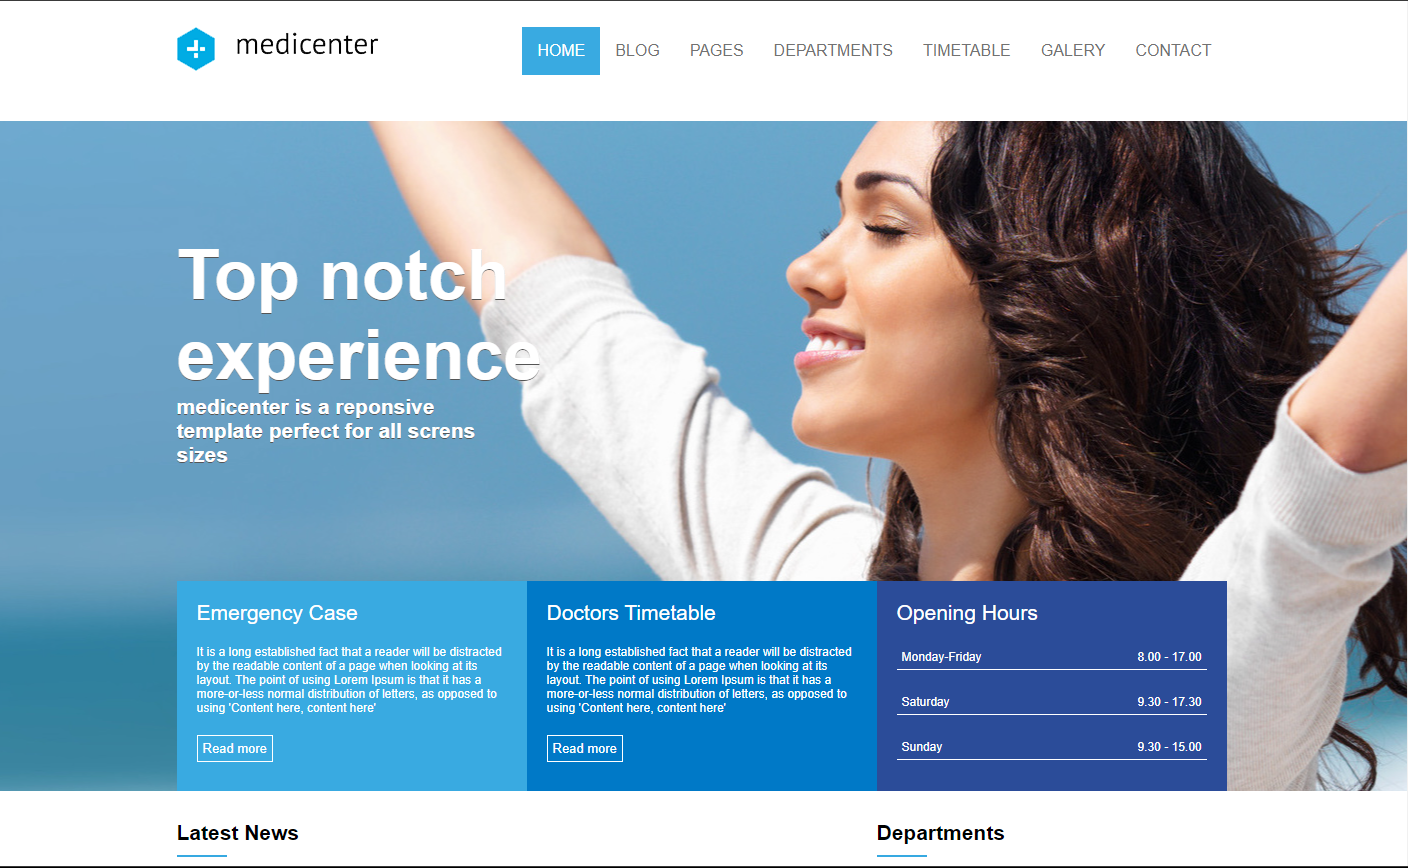 medicenter
HOME BLOG PAGES DEPARTMENTS TIMETABLE GALERY CONTACT
Top notch
experience
medicenter is a reponsive
template perfect for all screns
sizes
Emergency Case
It is a long established fact that a reader will be distracted
by the readable content of a page when looking at its
layout. The point of using Lorem Ipsum is that it has a
more-or-less normal distribution of letters, as opposed to
using 'Content here, content here'
Read more
Doctors Timetable
It is a long established fact that a reader will be distracted
by the readable content of a page when looking at its
layout. The point of using Lorem Ipsum is that it has a
more-or-less normal distribution of letters, as opposed to
using 'Content here, content here'
Read more
Opening Hours
Monday-Friday 8.00 - 17.00
Saturday 9.30 - 17.30
Sunday 9.30 - 15.00
Latest News
Departments